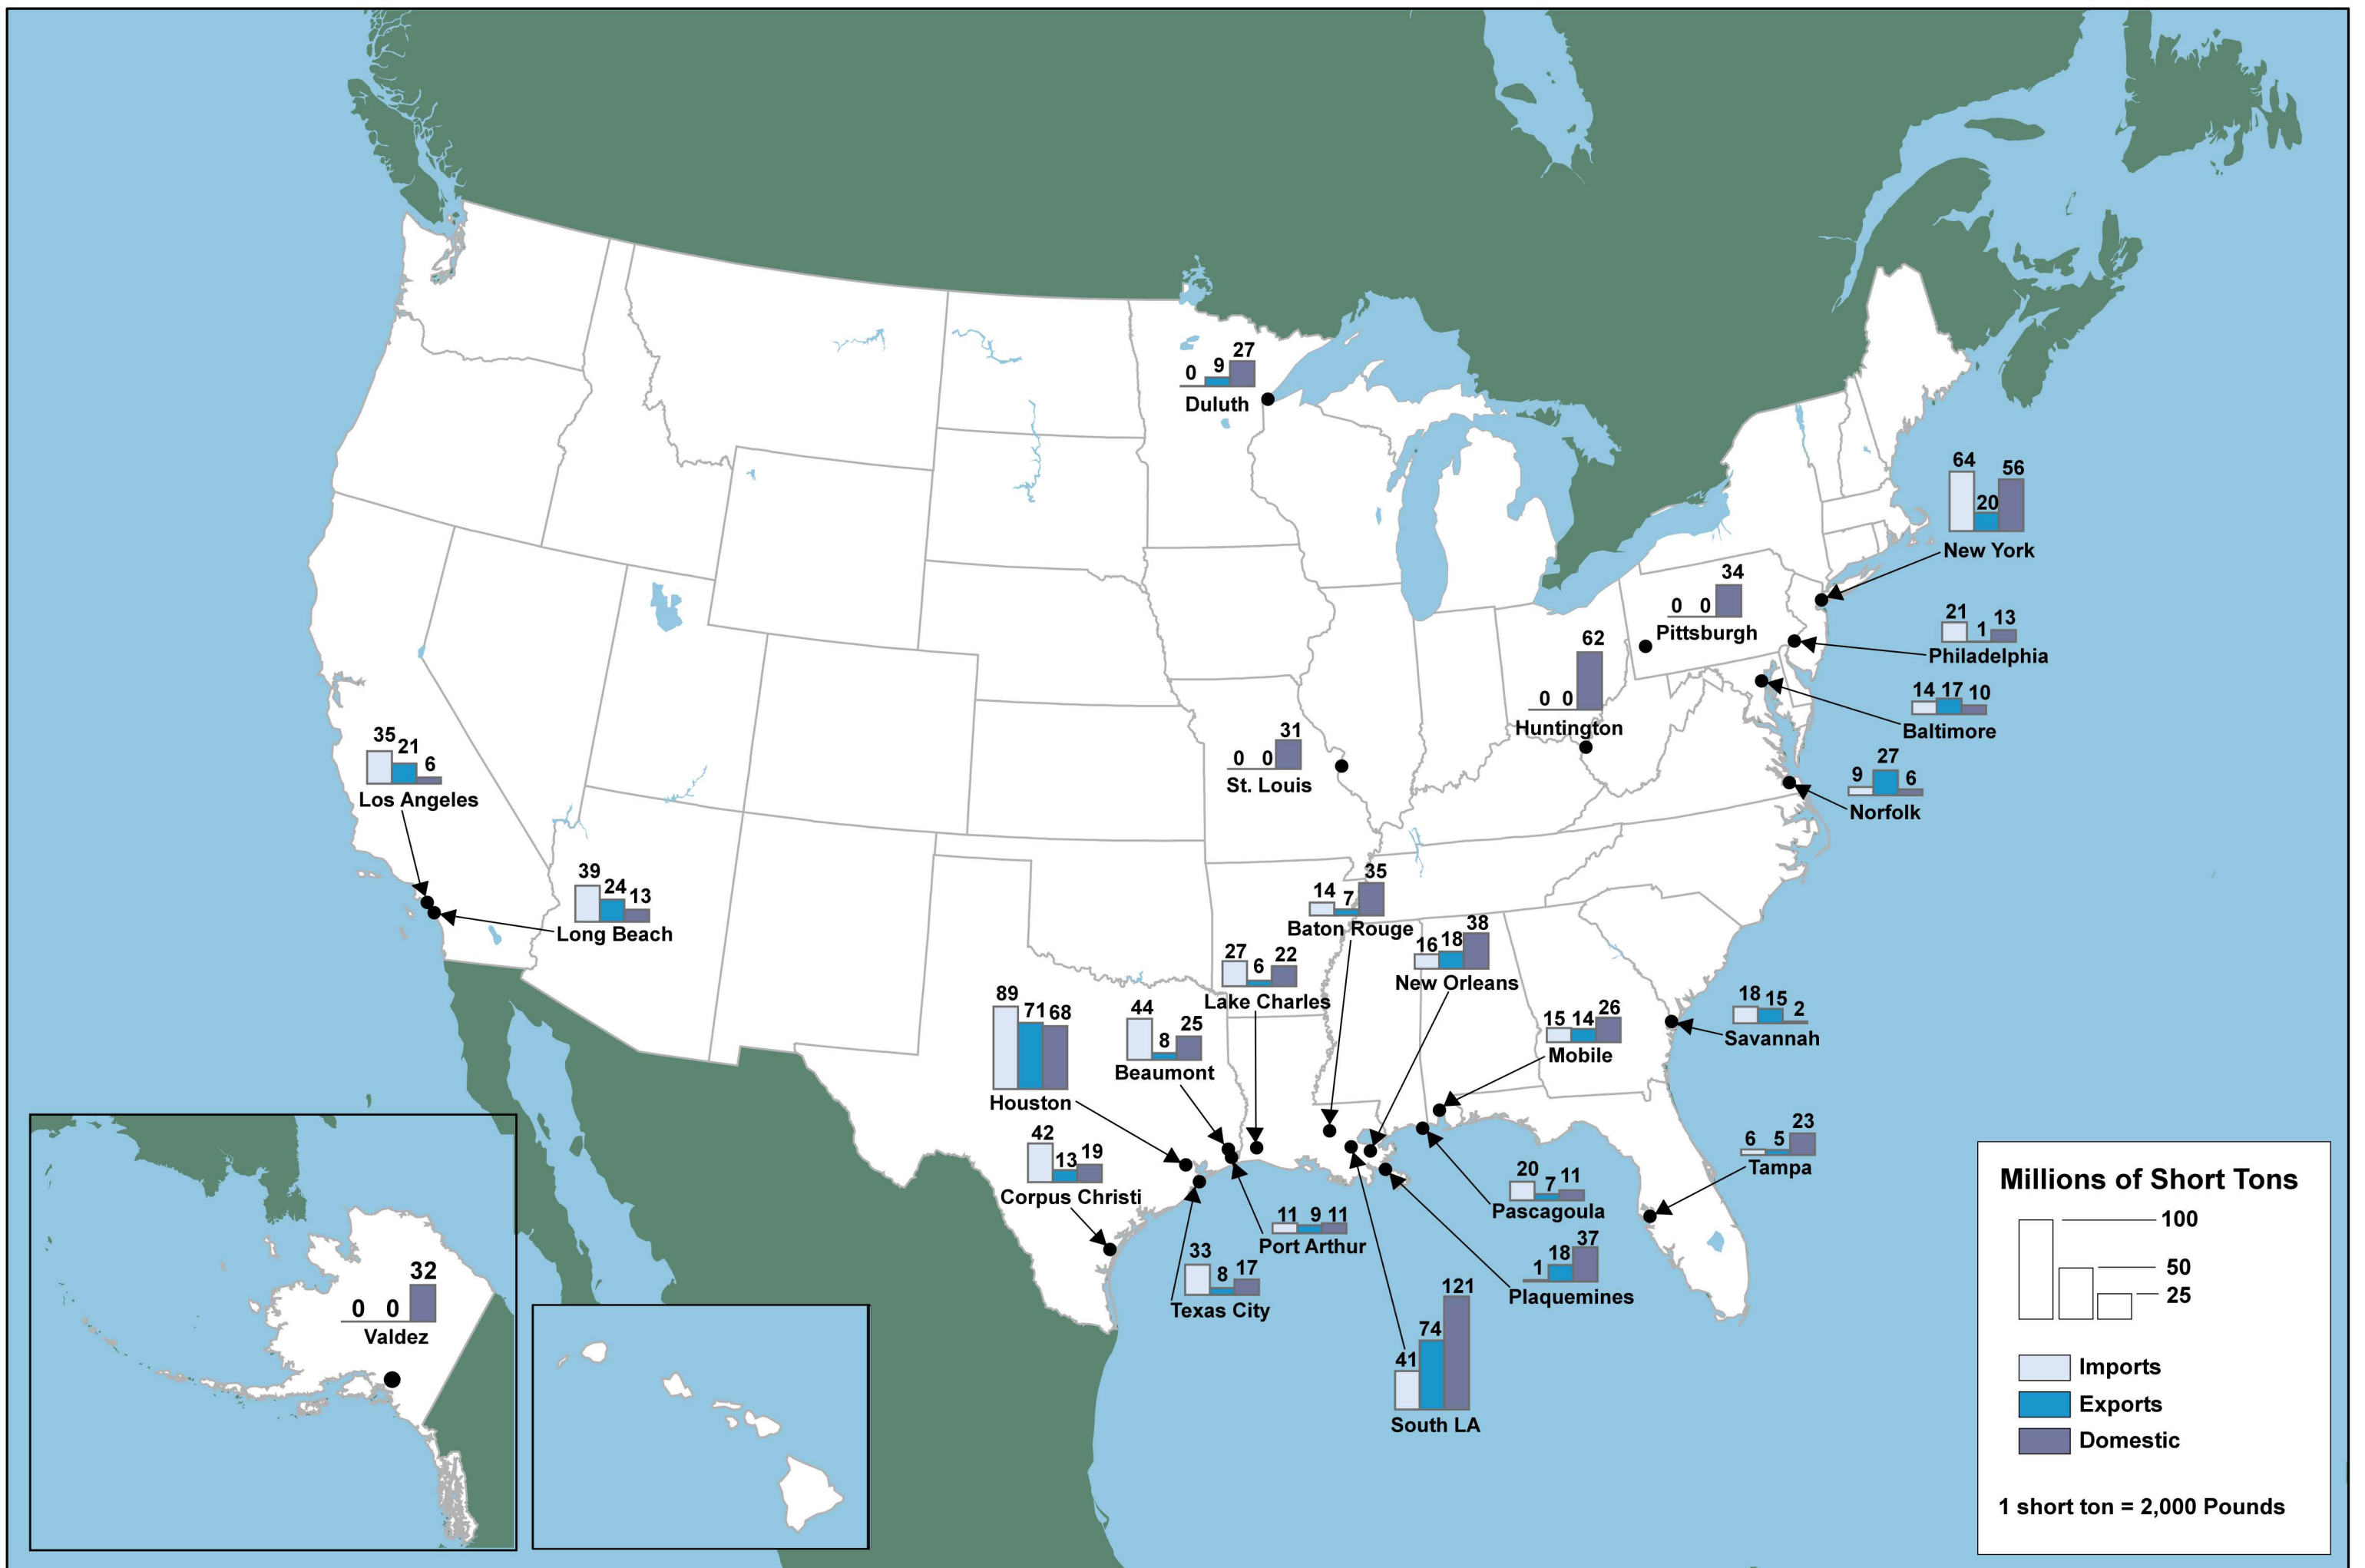 0 9 27
Duluth
64 20 56
New York
0 0 34
Pittsburgh
21 1 13
Philadelphia
0 0 62
Huntington
14 17 10
Baltimore
0 0 31
St. Louis
9 27 6
Norfolk
35 21 6
Los Angeles
39 24 13
Long Beach
14 7 35
Baton Rouge
16 18 38
New Orleans
27 6 22
Lake Charles
89 71 68
Houston
44 8 25
Beaumont
15 14 26
Mobile
18 15 2
Savannah
42 13 19
Corpus Christi
6 5 23
Tampa
20 7 11
Pascagoula
11 9 11
Port Arthur
33 8 17
Texas City
1 18 37
Plaquemines
41 74 121
South LA
0 0 32
Valdez
Millions of Short Tons
100
50
25
Imports
Exports
Domestic
1 short ton = 2,000 Pounds